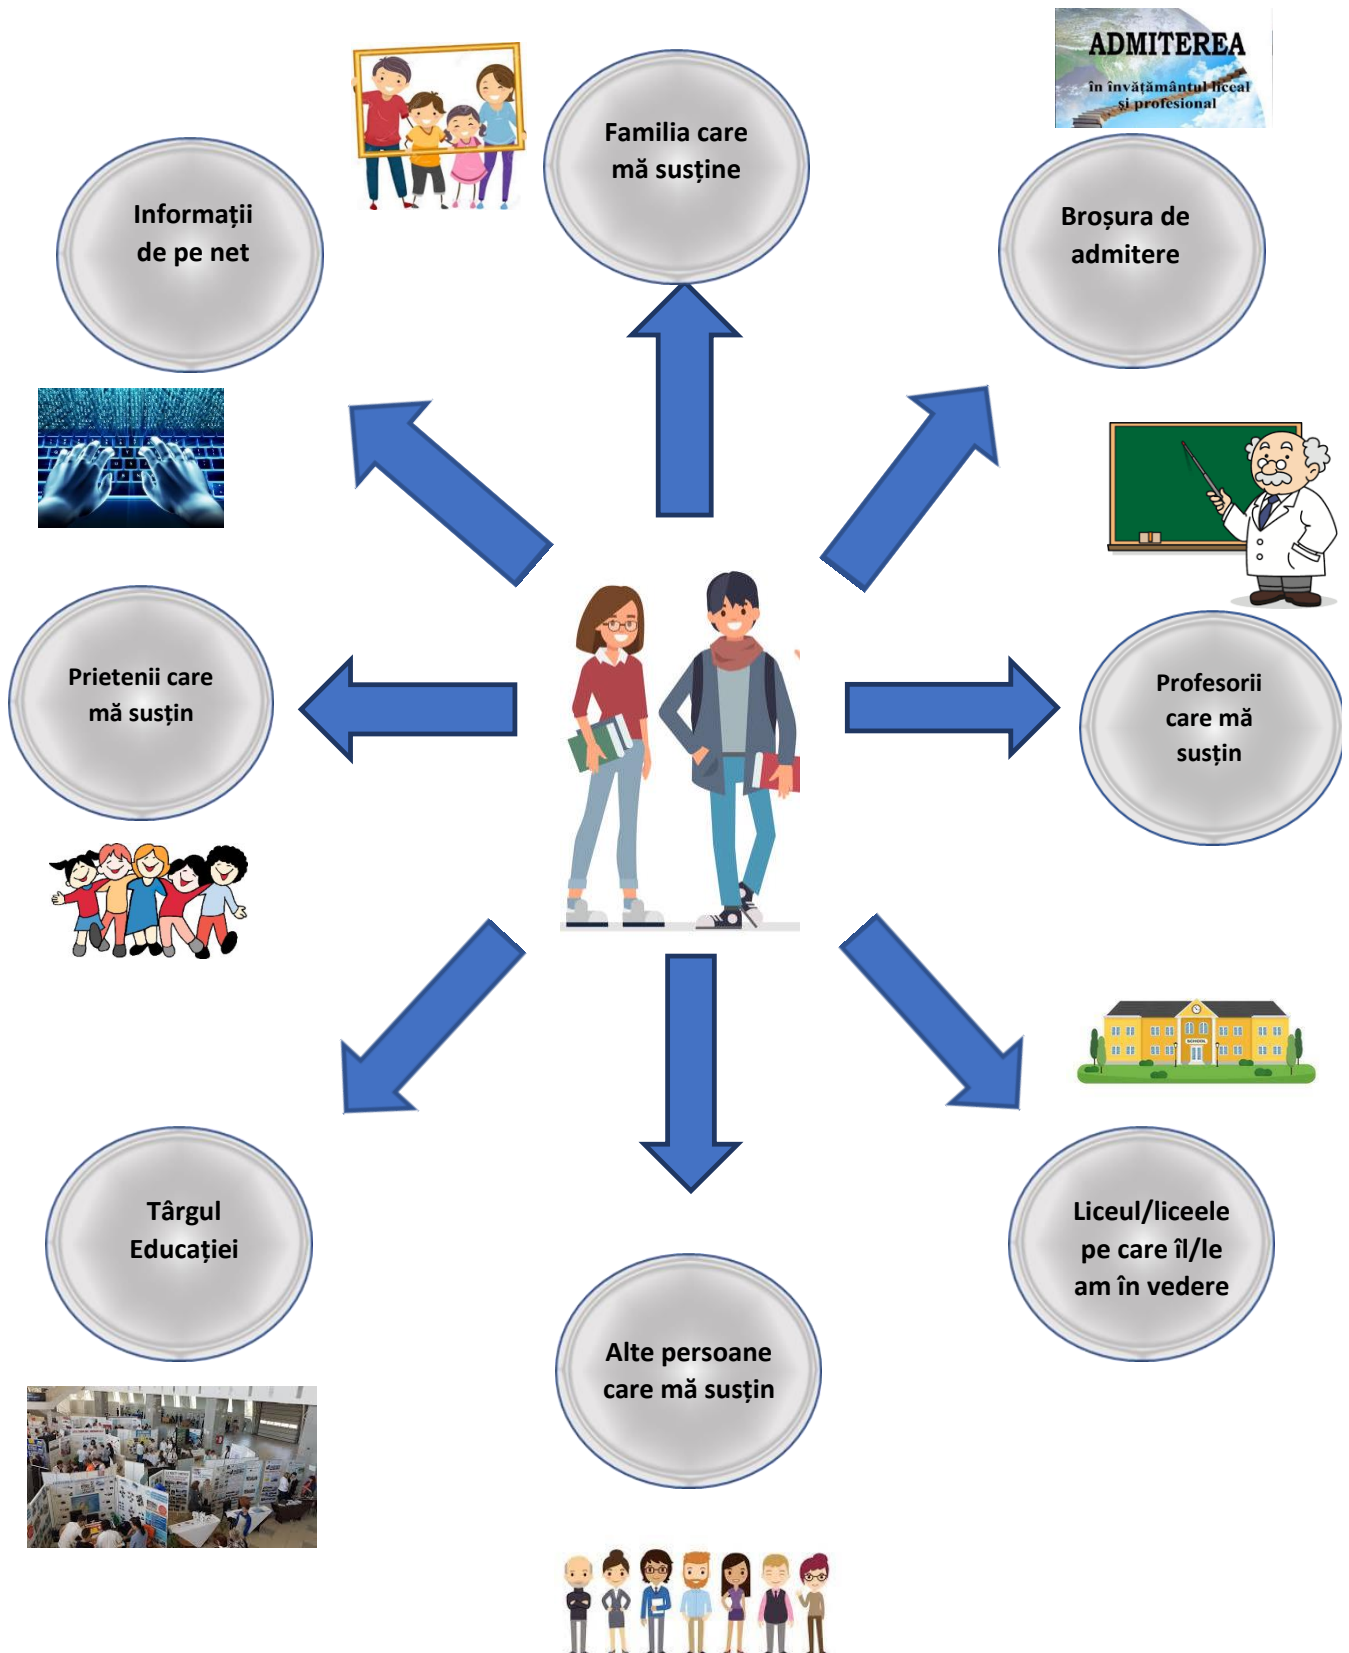 ADMITEREA
în învățământul liceal
și profesional
Familia care
mă susține
Informații
de pe net
Broșura de
admitere
Prietenii care
mă susțin
Profesorii
care mă
susțin
Târgul
Educației
Liceul/liceele
pe care îl/le
am în vedere
Alte persoane
care mă susțin